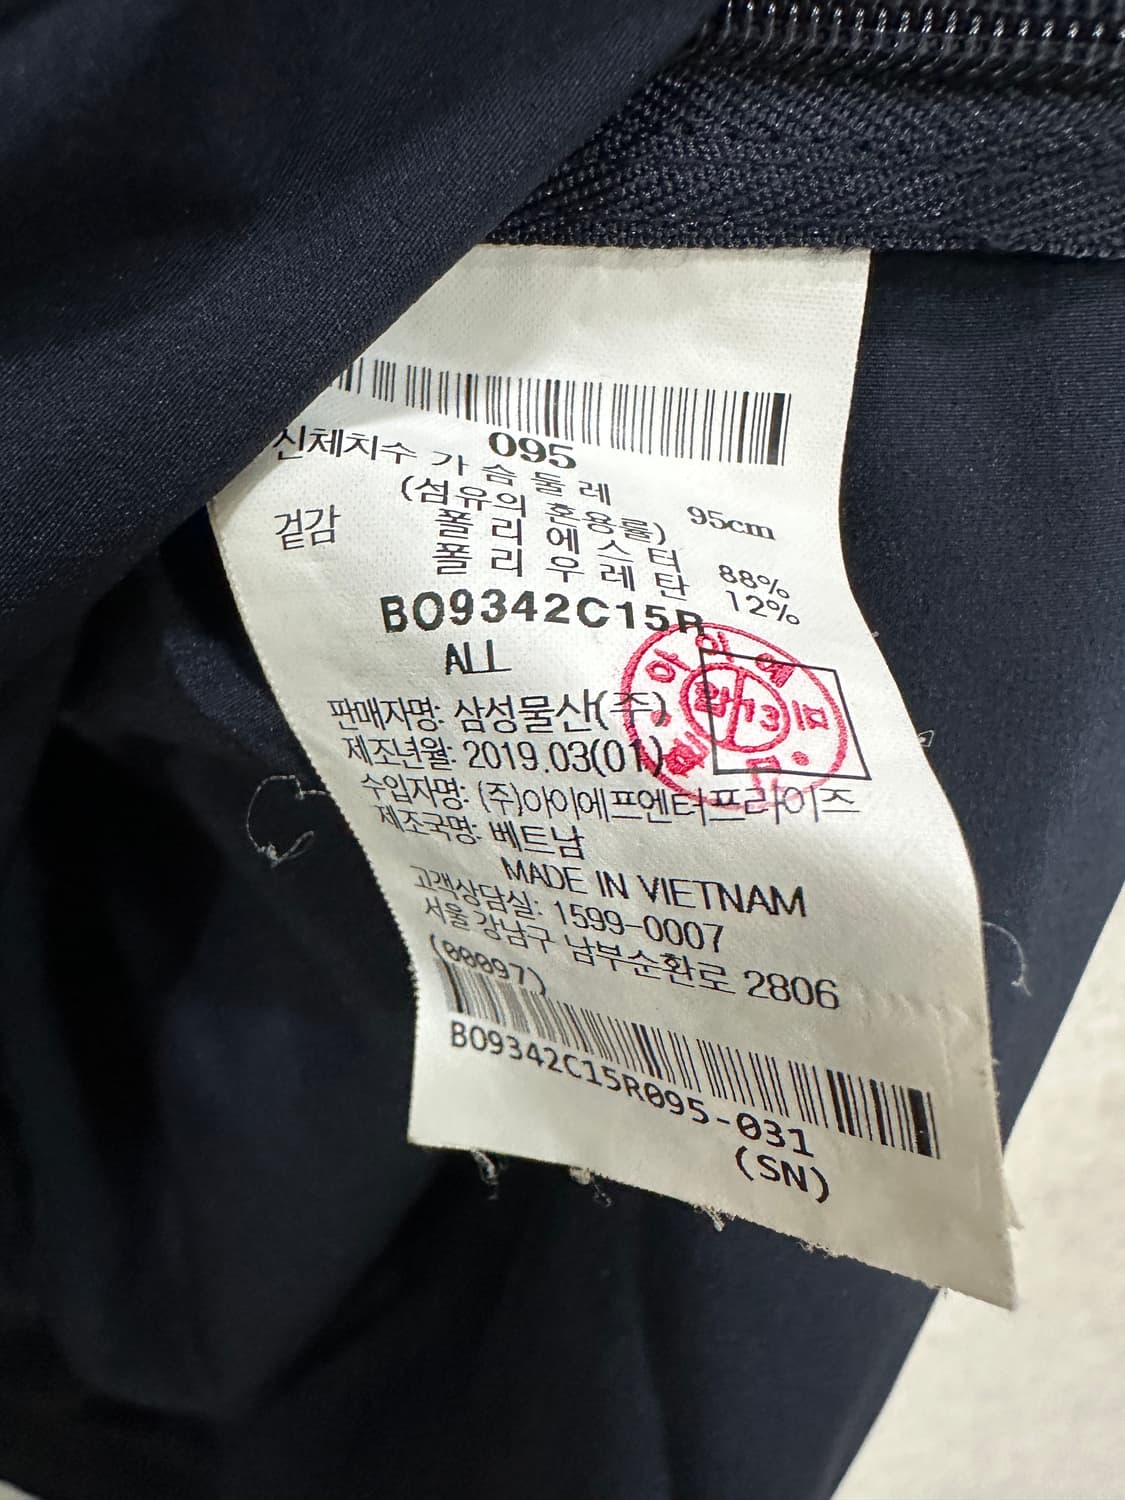 095
신체치수 가슴둘레 95cm
(섬유의 혼용률)
겉감 폴리에스터 88%
폴리우레탄 12%
BO9342C15R
ALL
판매자명: 삼성물산(주)
제조년월: 2019.03(01)
수입자명: (주)아이에프엔터프라이즈
제조국명: 베트남
MADE IN VIETNAM
고객상담실: 1599-0007
서울 강남구 남부순환로 2806
(00097)
BO9342C15R095-031
(SN)